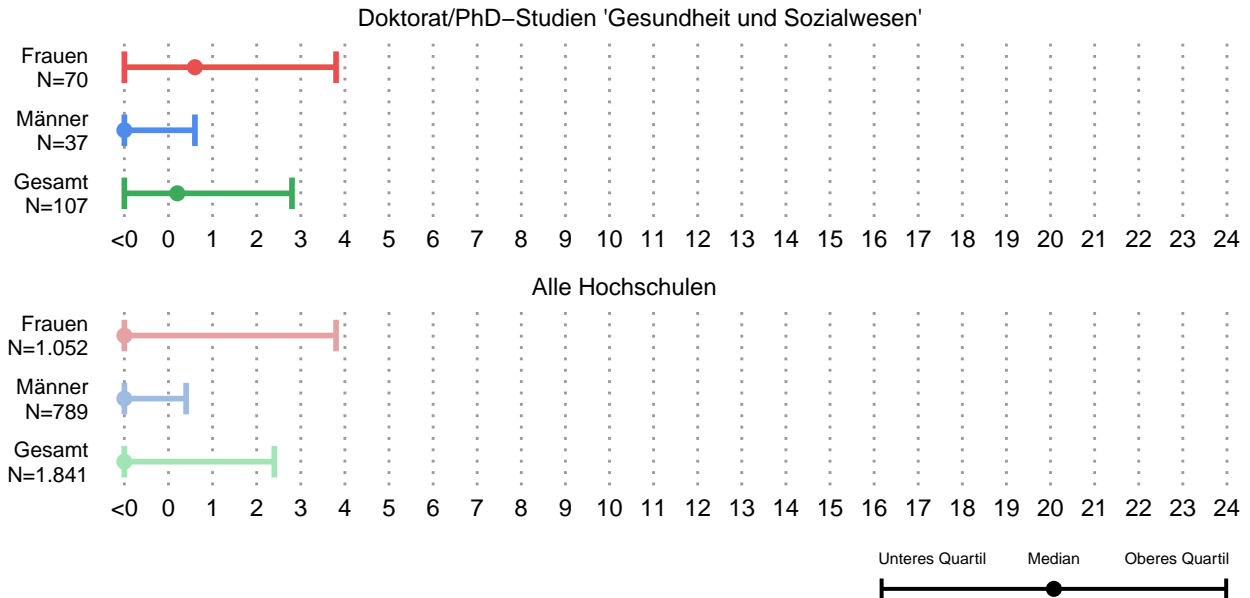 Doktorat/PhD−Studien 'Gesundheit und Sozialwesen'
Frauen
N=70
Männer
N=37
Gesamt
N=107
<0 0 1 2 3 4 5 6 7 8 9 10 11 12 13 14 15 16 17 18 19 20 21 22 23 24
Alle Hochschulen
Frauen
N=1.052
Männer
N=789
Gesamt
N=1.841
<0 0 1 2 3 4 5 6 7 8 9 10 11 12 13 14 15 16 17 18 19 20 21 22 23 24
Unteres Quartil Median Oberes Quartil